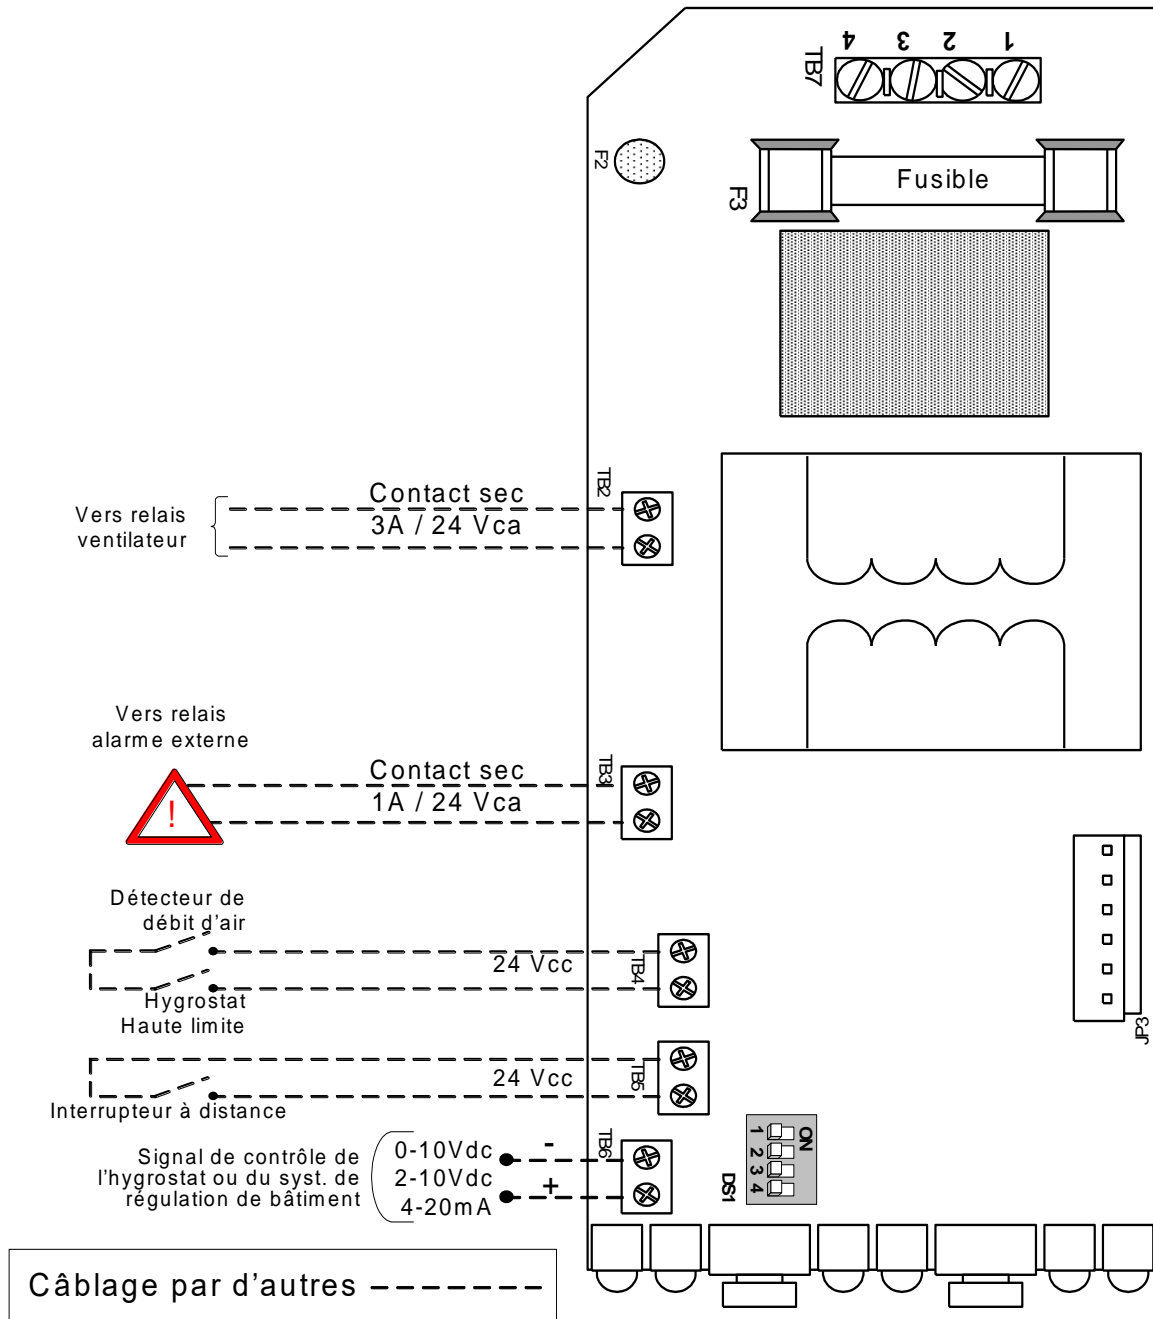 4 3 2 1
TB7
F2
Fusible
F3
TB2
Contact sec
3A / 24 Vca
Vers relais
ventilateur
Vers relais
alarme externe
TB3
Contact sec
1A / 24 Vca
!
Détecteur de
débit d’air
24 Vcc
TB4
Hygrostat
Haute limite
JP3
24 Vcc
TB5
Interrupteur à distance
Signal de contrôle de
l’hygrostat ou du syst. de
régulation de bâtiment
0-10Vdc
2-10Vdc
4-20mA
-
+
TB6
ON
1
2
3
4
DS1
Câblage par d’autres